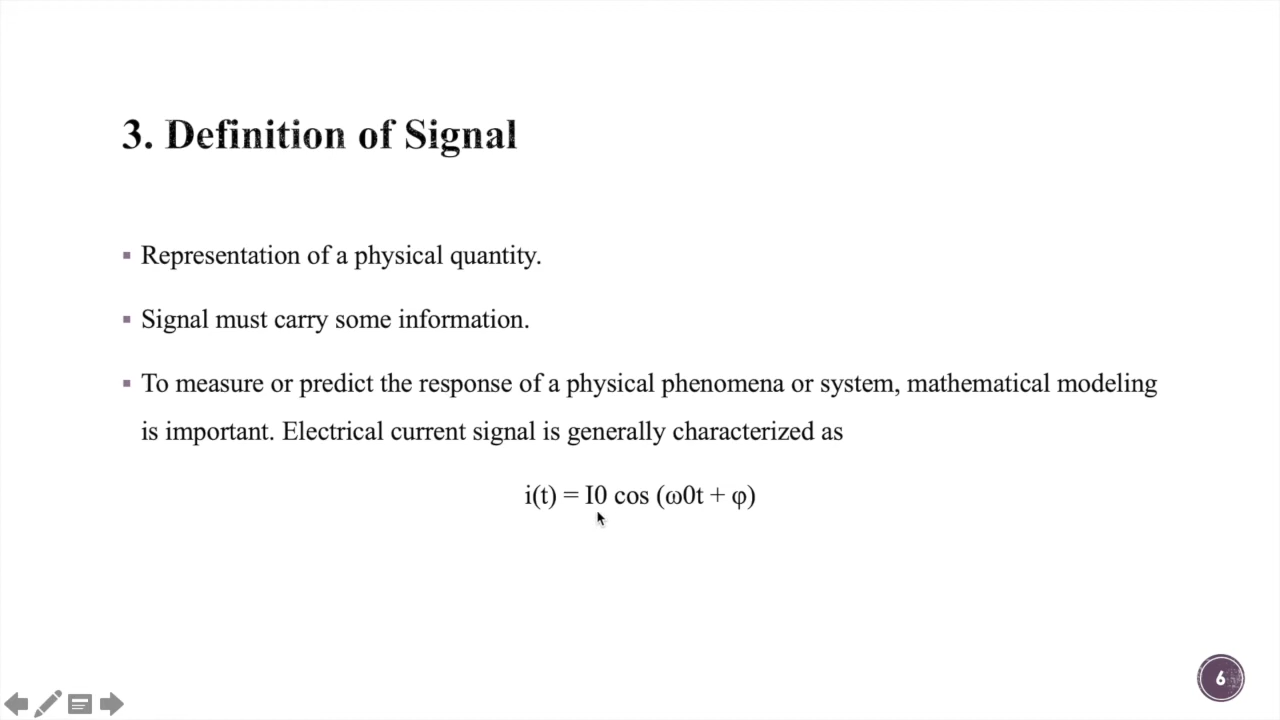 3. Definition of Signal
Representation of a physical quantity.
Signal must carry some information.
To measure or predict the response of a physical phenomena or system, mathematical modeling
is important. Electrical current signal is generally characterized as
i(t) = I0 cos (ω0t + φ)
6